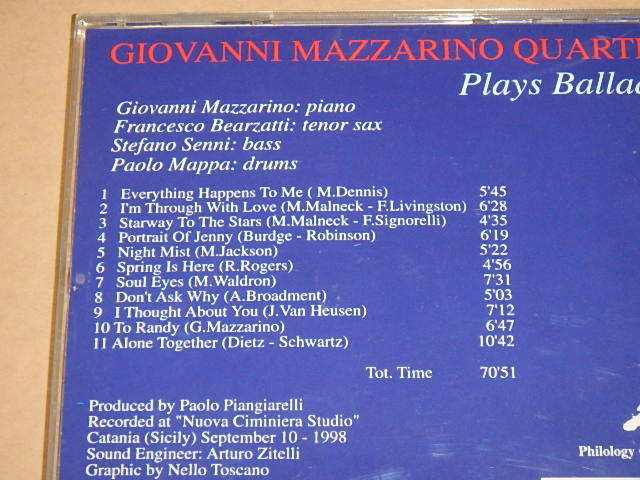 GIOVANNI MAZZARINO QUARTE
Plays Ballad
Giovanni Mazzarino: piano
Francesco Bearzatti: tenor sax
Stefano Senni: bass
Paolo Mappa: drums
1 Everything Happens To Me ( M.Dennis) 5'45
2 I'm Through With Love (M.Malneck - F.Livingston) 6'28
3 Starway To The Stars (M.Malneck - F.Signorelli) 4'35
4 Portrait Of Jenny (Burdge - Robinson) 6'19
5 Night Mist (M.Jackson) 5'22
6 Spring Is Here (R.Rogers) 4'56
7 Soul Eyes (M.Waldron) 7'31
8 Don't Ask Why (A.Broadment) 5'03
9 I Thought About You (J.Van Heusen) 7'12
10 To Randy (G.Mazzarino) 6'47
11 Alone Together (Dietz - Schwartz) 10'42
Tot. Time 70'51
Produced by Paolo Piangiarelli
Recorded at "Nuova Ciminiera Studio"
Catania (Sicily) September 10 - 1998
Sound Engineer: Arturo Zitelli
Graphic by Nello Toscano
Philology